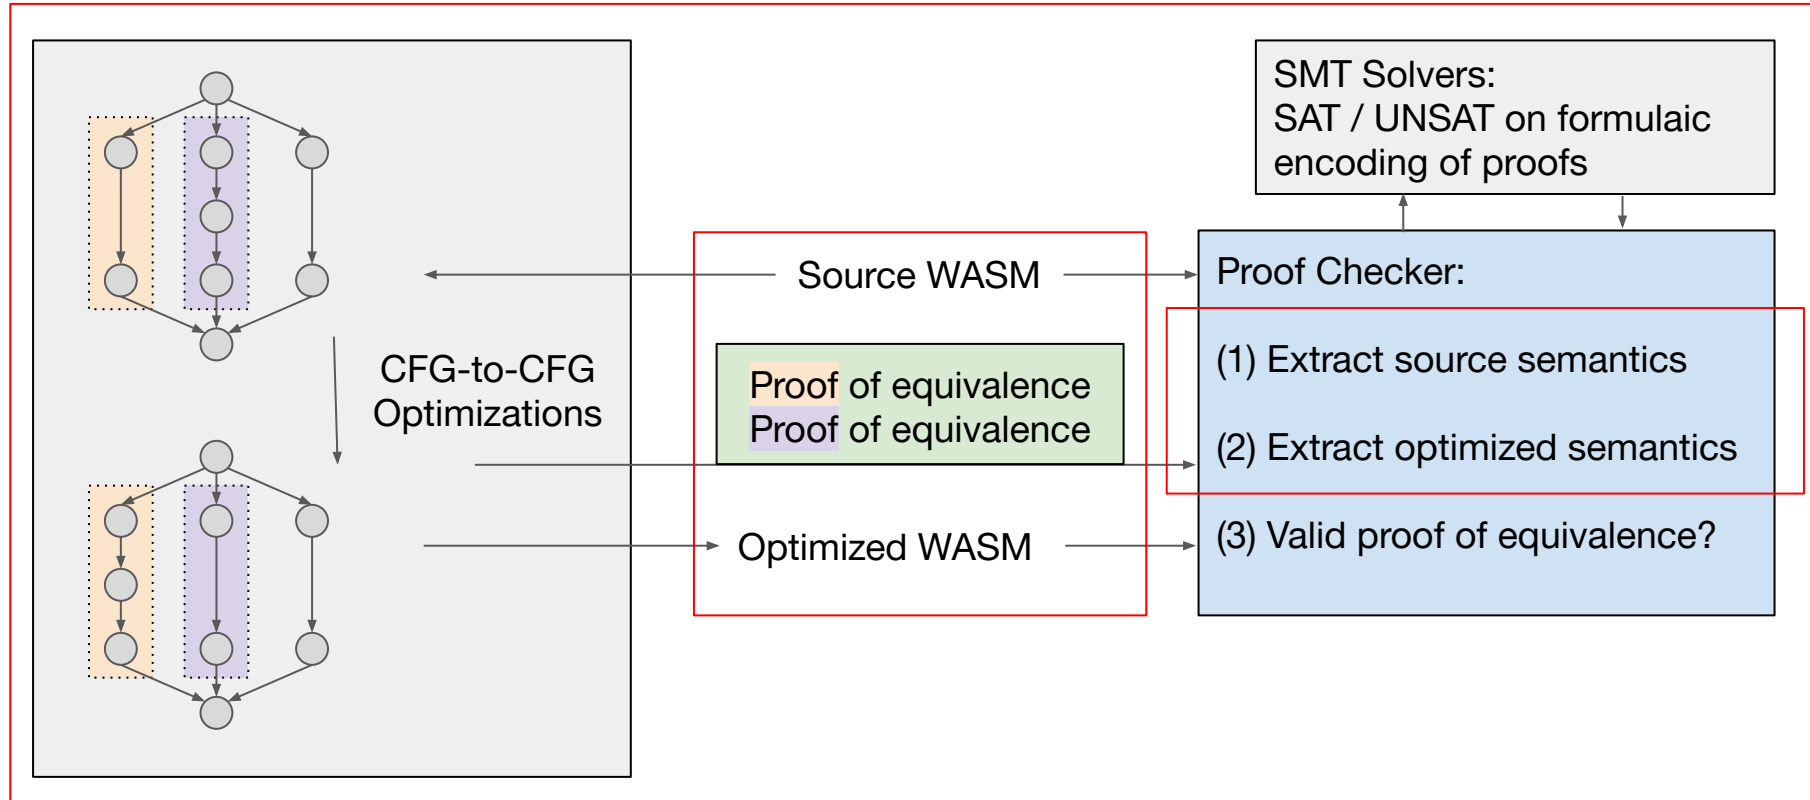 SMT Solvers:
SAT / UNSAT on formulaic
encoding of proofs
Source WASM
Proof Checker:
CFG-to-CFG
Optimizations
Proof of equivalence
Proof of equivalence
(1) Extract source semantics
(2) Extract optimized semantics
Optimized WASM
(3) Valid proof of equivalence?